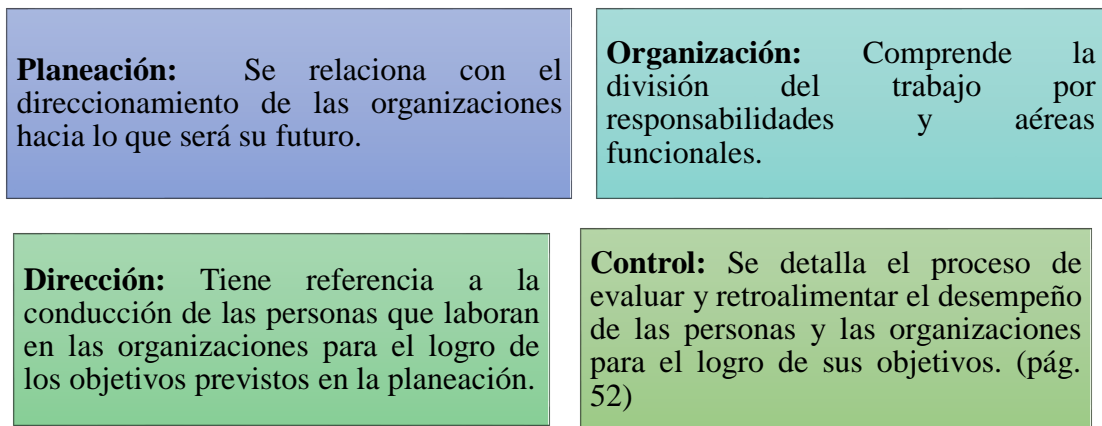 Planeación: Se relaciona con el
direccionamiento de las organizaciones
hacia lo que será su futuro.
Organización: Comprende la
división del trabajo por
responsabilidades y aéreas
funcionales.
Dirección: Tiene referencia a la
conducción de las personas que laboran
en las organizaciones para el logro de
los objetivos previstos en la planeación.
Control: Se detalla el proceso de
evaluar y retroalimentar el desempeño
de las personas y las organizaciones
para el logro de sus objetivos. (pág.
52)